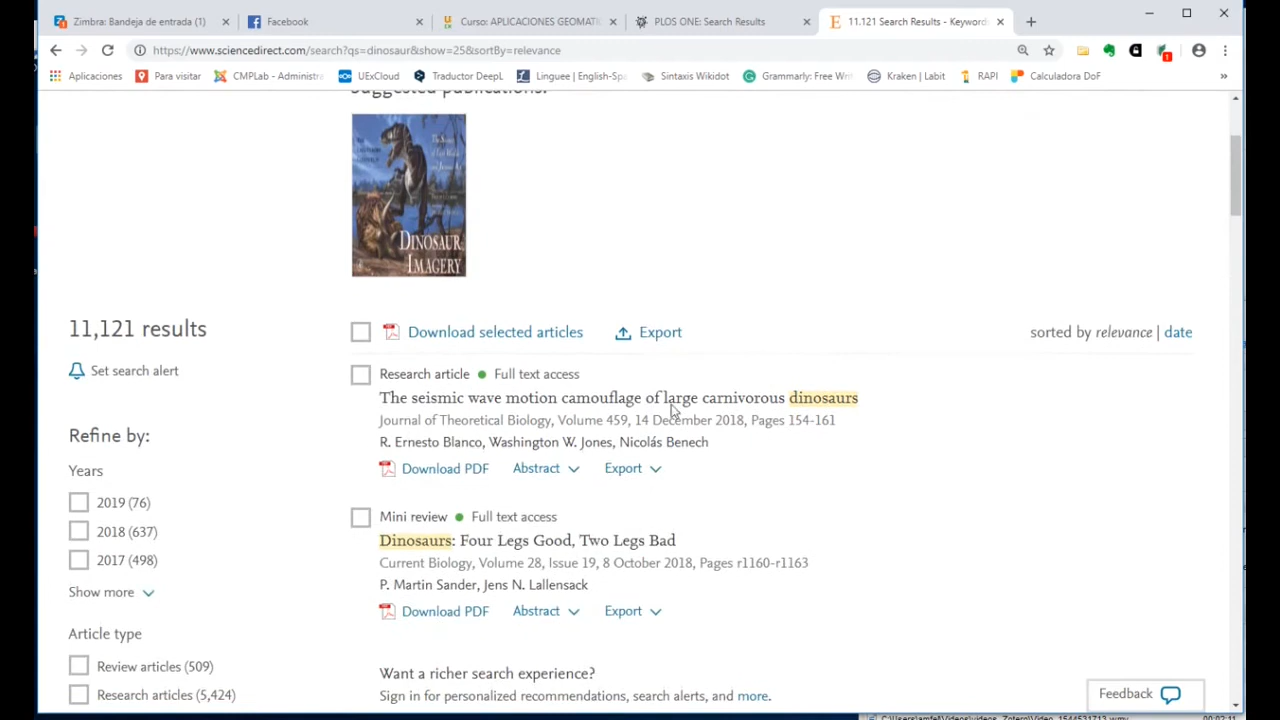 Zimbra: Bandeja de entrada (1)
Facebook
Curso: APLICACIONES GEOMATI
PLOS ONE: Search Results
11.121 Search Results - Keyword
https://www.sciencedirect.com/search?qs=dinosaur&show=25&sortBy=relevance
Aplicaciones
Para visitar
CMPLab - Administra
UExCloud
Traductor DeepL
Linguee | English-Spa
Sintaxis Wikidot
Grammarly: Free Wri
Kraken | Labit
RAPI
Calculadora DoF
»
Suggested publications:
DINOSAUR
IMAGERY
11,121 results
Download selected articles
Export
sorted by relevance | date
Set search alert
Research article
Full text access
The seismic wave motion camouflage of large carnivorous dinosaurs
Journal of Theoretical Biology, Volume 459, 14 December 2018, Pages 154-161
R. Ernesto Blanco, Washington W. Jones, Nicolás Benech
Download PDF
Abstract
Export
Refine by:
Years
2019 (76)
2018 (637)
2017 (498)
Show more
Mini review
Full text access
Dinosaurs: Four Legs Good, Two Legs Bad
Current Biology, Volume 28, Issue 19, 8 October 2018, Pages r1160-r1163
P. Martin Sander, Jens N. Lallensack
Download PDF
Abstract
Export
Article type
Review articles (509)
Research articles (5,424)
Want a richer search experience?
Sign in for personalized recommendations, search alerts, and more.
Feedback